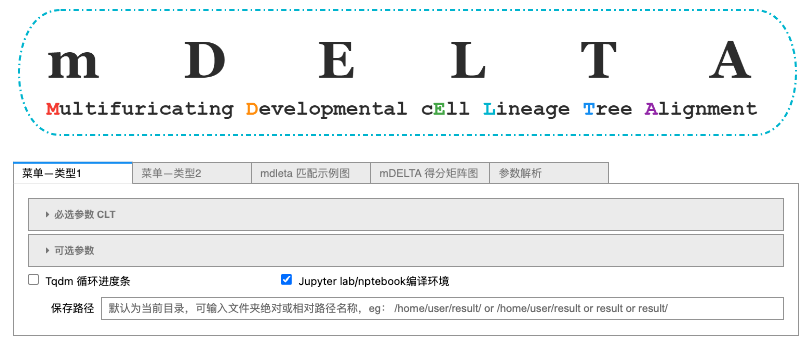 m D E L T A
Multifuricating Developmental cEll Lineage Tree Alignment
菜单—类型1 菜单—类型2 mdleta 匹配示例图 mDELTA 得分矩阵图 参数解析
必选参数 CLT
可选参数
Tqdm 循环进度条 Jupyter lab/nptebook编译环境
保存路径 默认为当前目录，可输入文件夹绝对或相对路径名称，eg： /home/user/result/ or /home/user/result or result or result/